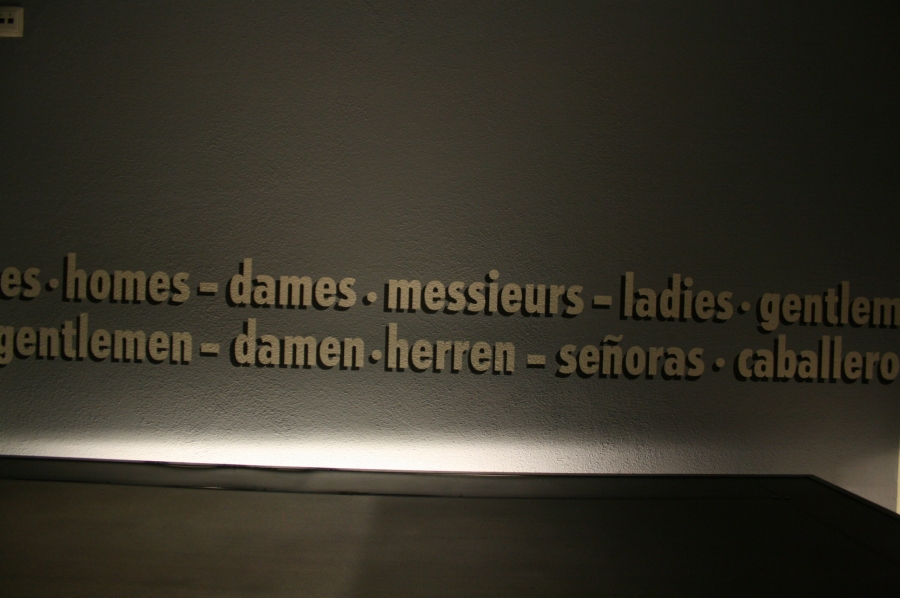 es · homes – dames · messieurs – ladies · gentlem
gentlemen – damen · herren – señoras · caballero